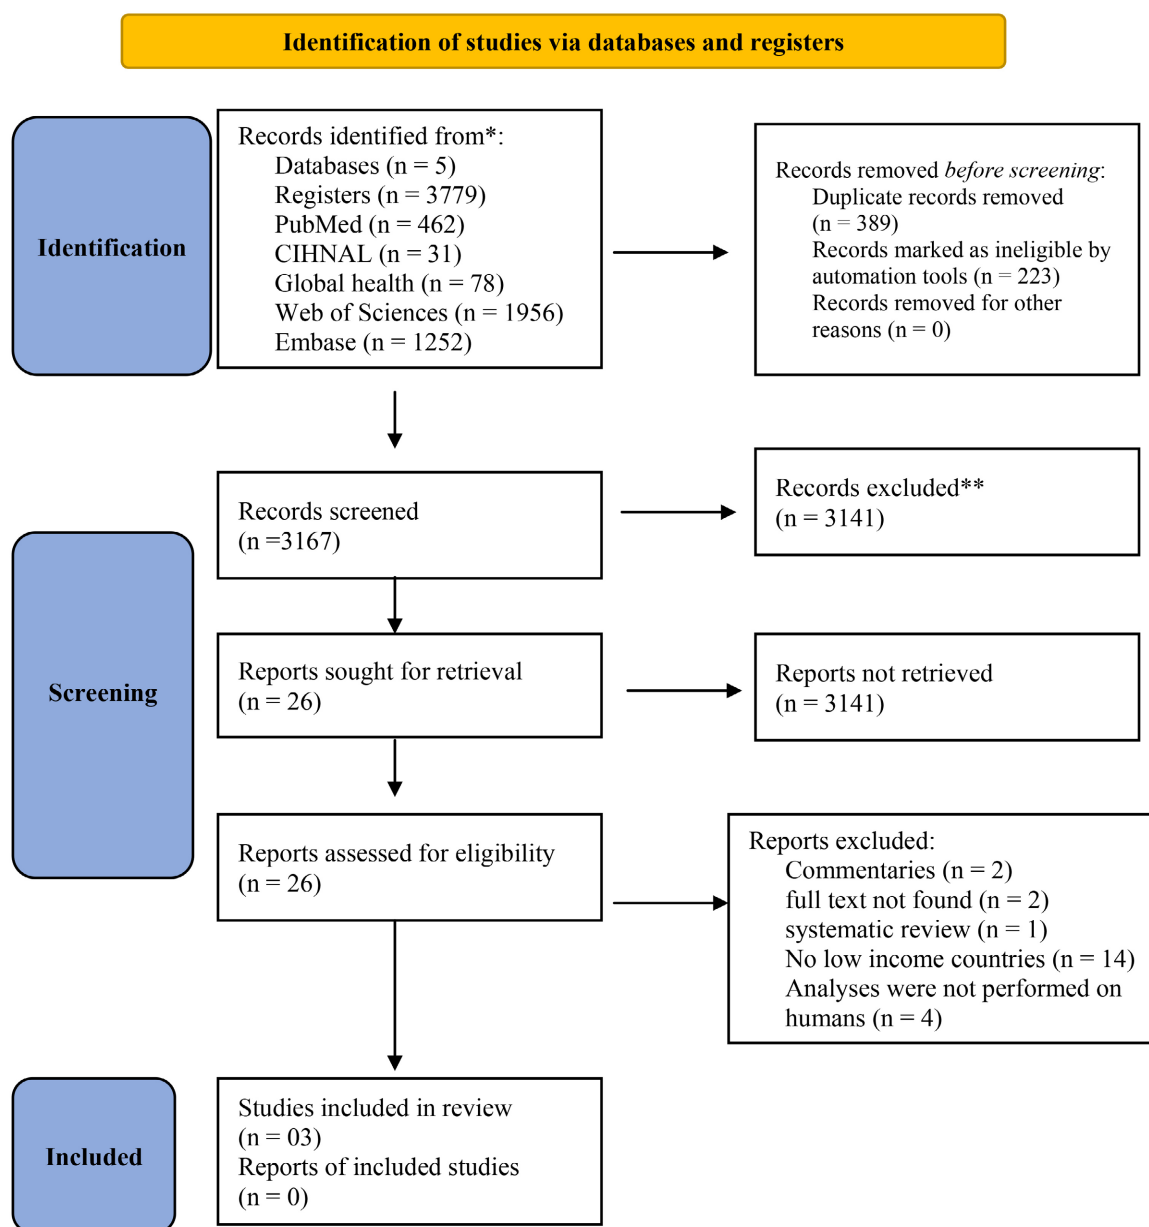 Identification of studies via databases and registers
Identification
Records identified from*:
Databases (n = 5)
Registers (n = 3779)
PubMed (n = 462)
CIHNAL (n = 31)
Global health (n = 78)
Web of Sciences (n = 1956)
Embase (n = 1252)
Records removed before screening:
Duplicate records removed
(n = 389)
Records marked as ineligible by
automation tools (n = 223)
Records removed for other
reasons (n = 0)
Screening
Records screened
(n =3167)
Records excluded**
(n = 3141)
Reports sought for retrieval
(n = 26)
Reports not retrieved
(n = 3141)
Reports assessed for eligibility
(n = 26)
Reports excluded:
Commentaries (n = 2)
full text not found (n = 2)
systematic review (n = 1)
No low income countries (n = 14)
Analyses were not performed on
humans (n = 4)
Included
Studies included in review
(n = 03)
Reports of included studies
(n = 0)